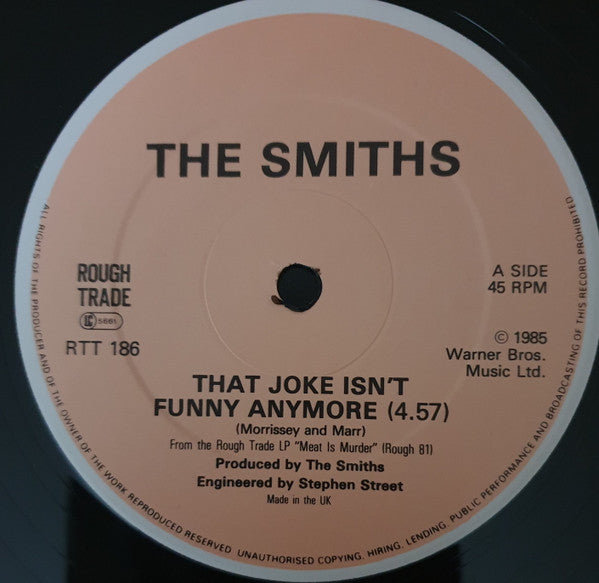 THE SMITHS
ROUGH
TRADE
LC 5661
RTT 186
A SIDE
45 RPM
© 1985
Warner Bros.
Music Ltd.
THAT JOKE ISN'T
FUNNY ANYMORE (4.57)
(Morrissey and Marr)
From the Rough Trade LP "Meat Is Murder" (Rough 81)
Produced by The Smiths
Engineered by Stephen Street
Made in the UK
ALL RIGHTS OF THE PRODUCER AND OF THE OWNER OF THE WORK REPRODUCED RESERVED. UNAUTHORISED COPYING, HIRING, LENDING, PUBLIC PERFORMANCE AND BROADCASTING OF THIS RECORD PROHIBITED